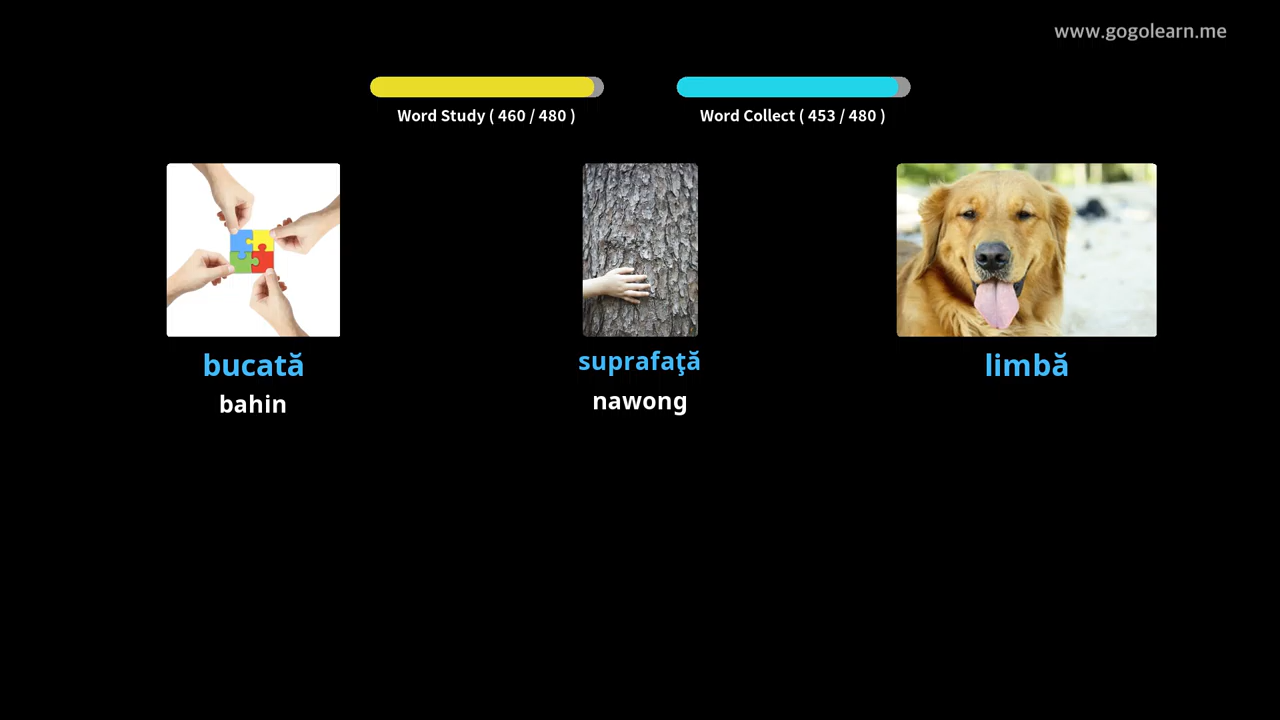 www.gogolearn.me
Word Study ( 460 / 480 )
Word Collect ( 453 / 480 )
bucată
suprafaţă
limbă
bahin
nawong